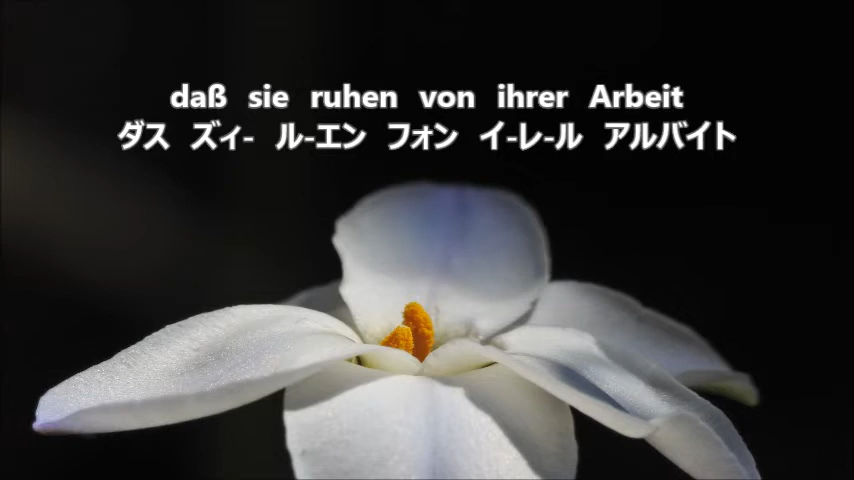 daß sie ruhen von ihrer Arbeit
ダス ズィ- ル-エン フォン イ-レ-ル アルバイト